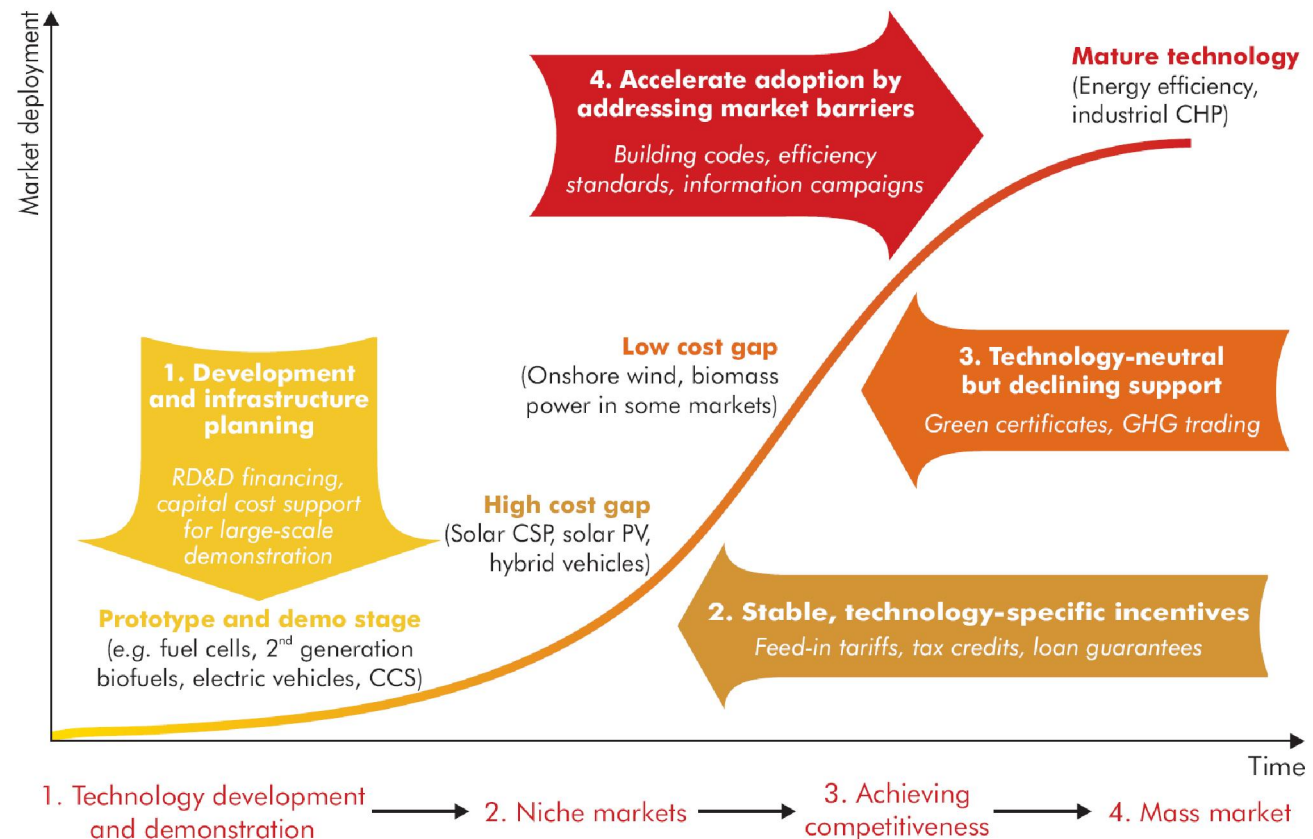 Market deployment
4. Accelerate adoption by
addressing market barriers
Building codes, efficiency
standards, information campaigns
Mature technology
(Energy efficiency,
industrial CHP)
1. Development
and infrastructure
planning
RD&D financing,
capital cost support
for large-scale
demonstration
Low cost gap
(Onshore wind, biomass
power in some markets)
3. Technology-neutral
but declining support
Green certificates, GHG trading
High cost gap
(Solar CSP, solar PV,
hybrid vehicles)
Prototype and demo stage
(e.g. fuel cells, 2nd generation
biofuels, electric vehicles, CCS)
2. Stable, technology-specific incentives
Feed-in tariffs, tax credits, loan guarantees
Time
1. Technology development
and demonstration
2. Niche markets
3. Achieving
competitiveness
4. Mass market